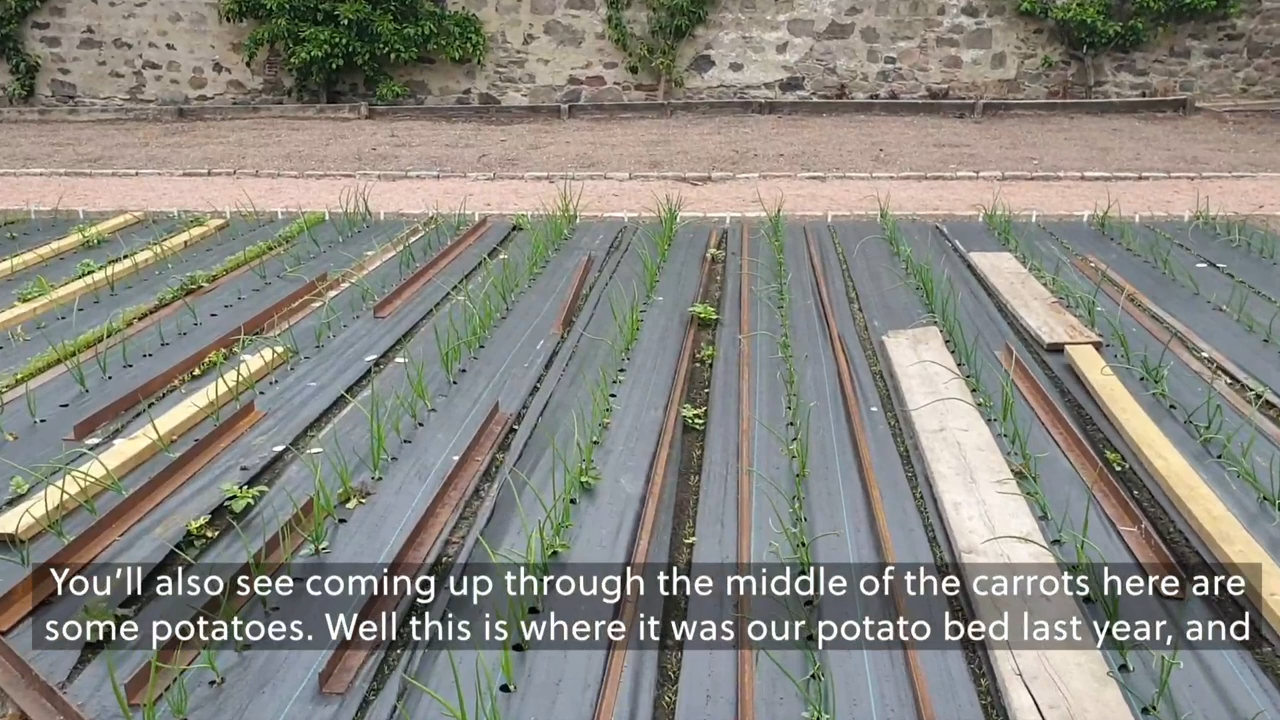 You’ll also see coming up through the middle of the carrots here are
some potatoes. Well this is where it was our potato bed last year, and